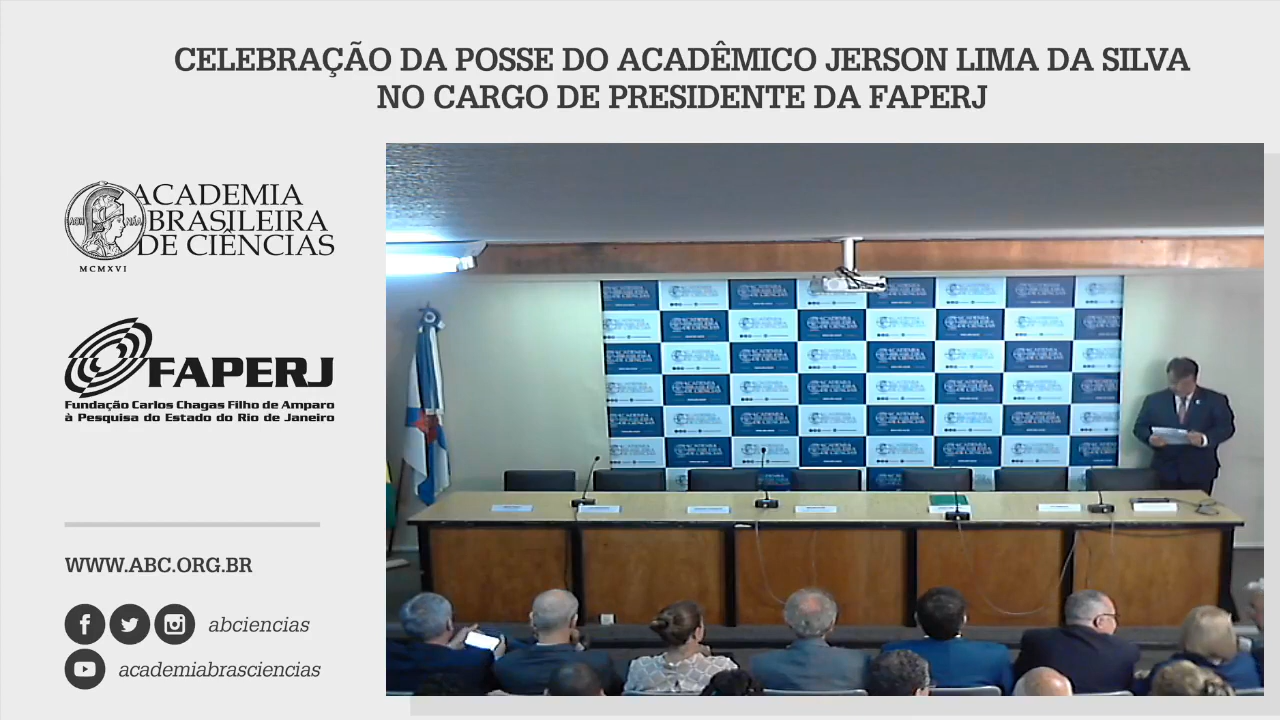 CELEBRAÇÃO DA POSSE DO ACADÊMICO JERSON LIMA DA SILVA
NO CARGO DE PRESIDENTE DA FAPERJ
ACADEMIA
BRASILEIRA
DE CIÊNCIAS
MCMXVI
FAPERJ
Fundação Carlos Chagas Filho de Amparo
à Pesquisa do Estado do Rio de Janeiro
WWW.ABC.ORG.BR
abciencias
academiabrasciencias